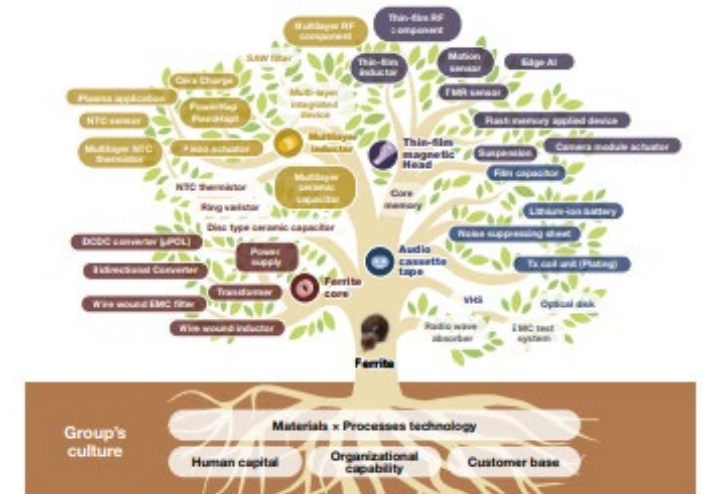 Multilayer RF
component
Thin-film RF
component
SAW filter
Thin-film
inductor
Motion
sensor
Edge AI
Cera Charge
TMR sensor
Plasma application
PowerHap
PiezoHapt
Multi-layer
integrated
device
NTC sensor
Flash memory applied device
Multilayer NTC
thermistor
Piezo actuator
Multilayer
inductor
Thin-film
magnetic
Head
Suspension
Camera module actuator
Film capacitor
NTC thermistor
Multilayer
ceramic
capacitor
Core
memory
Ring varistor
Lithium-ion battery
Disc type ceramic capacitor
Noise suppressing sheet
DCDC converter (μPOL)
Power
supply
Audio
cassette
tape
Bidirectional Converter
Tx coil unit (Plating)
Transformer
Ferrite
core
Wire wound EMC filter
VHS
Optical disk
Wire wound inductor
Radio wave
absorber
EMC test
system
Ferrite
Group's
culture
Materials × Processes technology
Human capital
Organizational
capability
Customer base